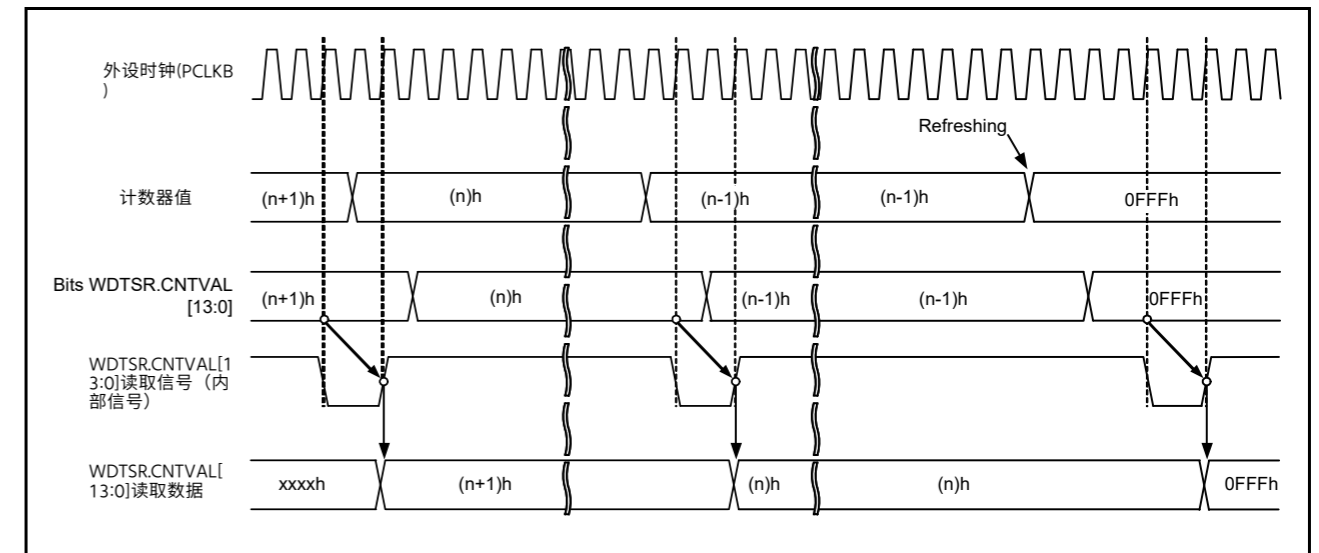 外设时钟(PCLKB
)
Refreshing
计数器值
(n+1)h
(n)h
(n-1)h
(n-1)h
0FFFh
Bits WDTSR.CNTVAL
[13:0]
(n+1)h
(n)h
(n-1)h
(n-1)h
0FFFh
WDTSR.CNTVAL[1
3:0]读取信号（内
部信号）
WDTSR.CNTVAL[
13:0]读取数据
xxxxh
(n+1)h
(n)h
(n)h
0FFFh